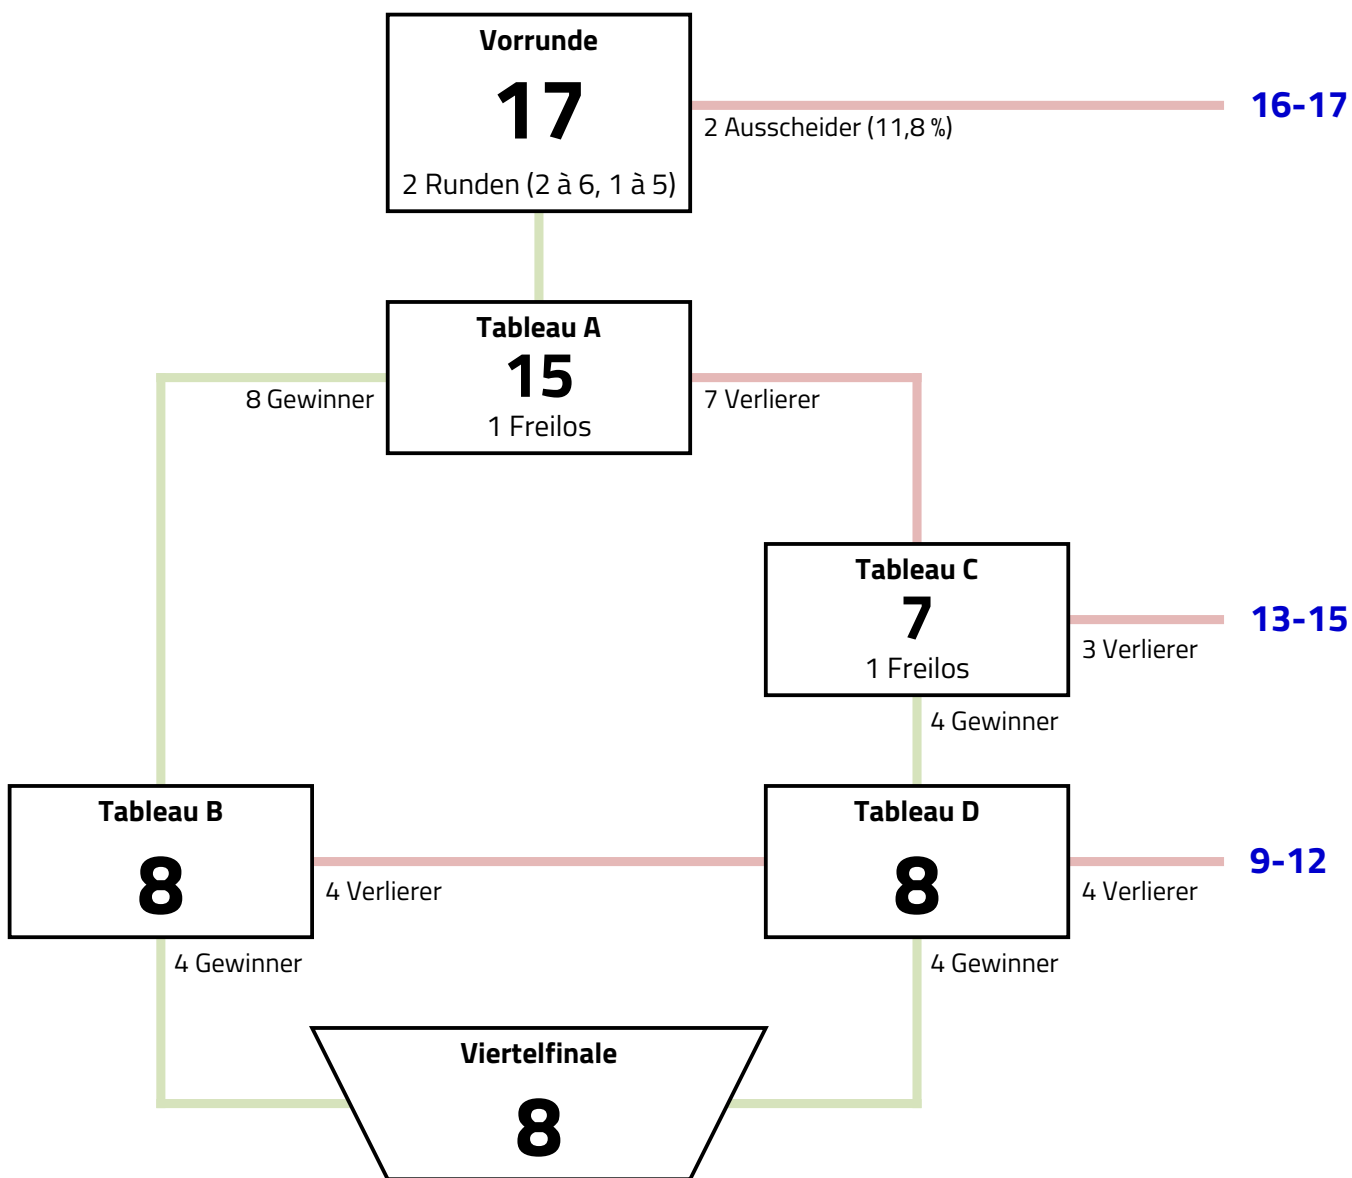 Vorrunde
17
2 Runden (2 à 6, 1 à 5)
2 Ausscheider (11,8 %)
16-17
Tableau A
15
1 Freilos
8 Gewinner
7 Verlierer
Tableau C
7
1 Freilos
3 Verlierer
13-15
4 Gewinner
Tableau B
8
4 Verlierer
4 Gewinner
Tableau D
8
4 Verlierer
9-12
4 Gewinner
Viertelfinale
8